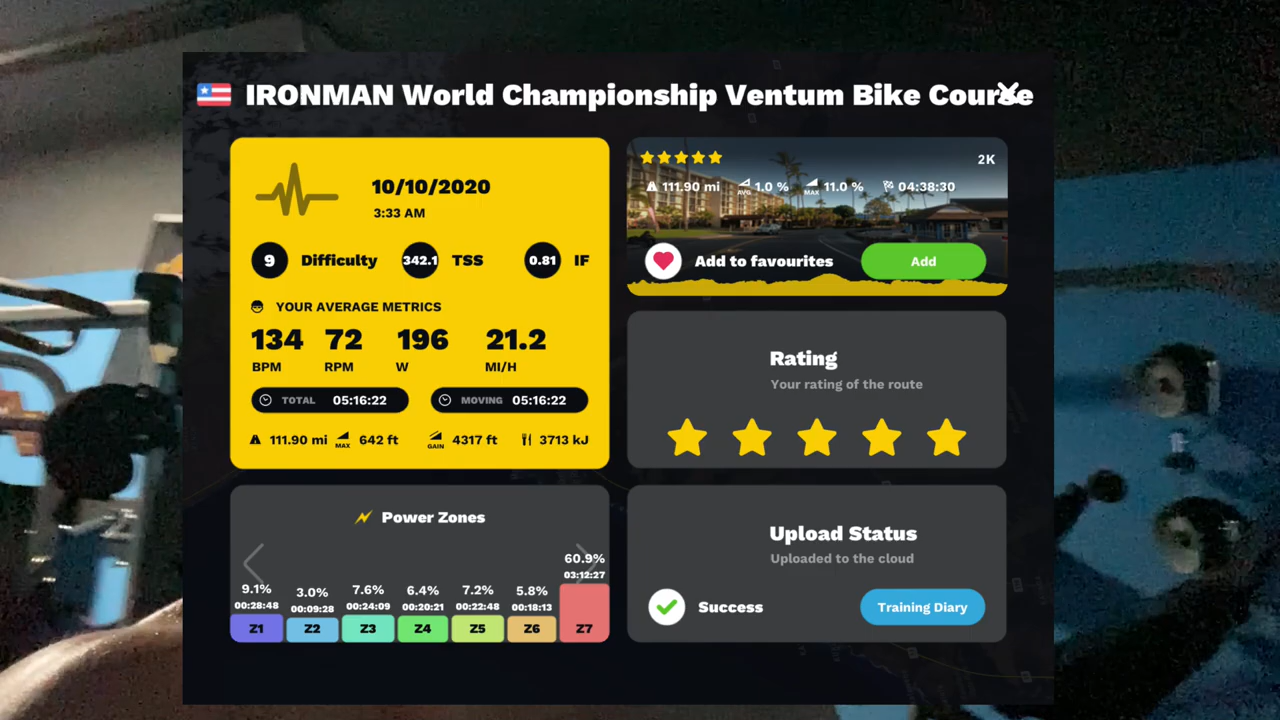 IRONMAN World Championship Ventum Bike Course
10/10/2020
3:33 AM
9 Difficulty 342.1 TSS 0.81 IF
YOUR AVERAGE METRICS
134 72 196 21.2
BPM RPM W MI/H
TOTAL 05:16:22 MOVING 05:16:22
111.90 mi MAX 642 ft GAIN 4317 ft 3713 kJ
2K
111.90 mi AVG 1.0 % MAX 11.0 % 04:38:30
Add to favourites Add
Rating
Your rating of the route
Power Zones
9.1% 3.0% 7.6% 6.4% 7.2% 5.8% 60.9%
00:28:48 00:09:28 00:24:09 00:20:21 00:22:48 00:18:13 03:12:27
Z1 Z2 Z3 Z4 Z5 Z6 Z7
Upload Status
Uploaded to the cloud
Success Training Diary